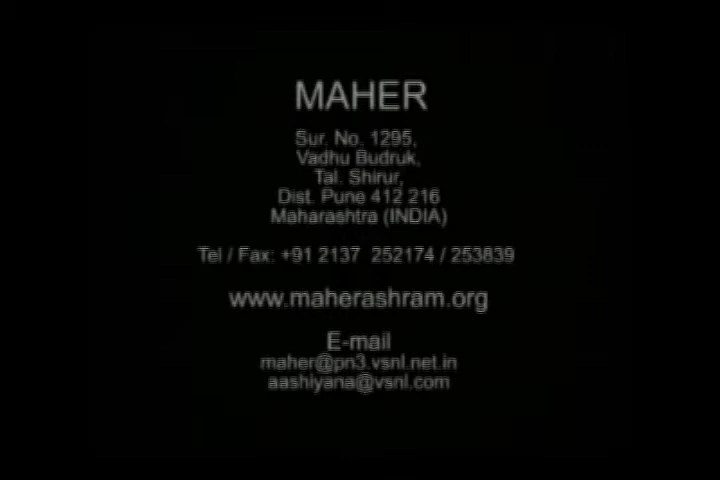 MAHER
Sur. No. 1295,
Vadhu Budruk,
Tal. Shirur,
Dist. Pune 412 216
Maharashtra (INDIA)
Tel / Fax: +91 2137 252174 / 253839
www.maherashram.org
E-mail
maher@pn3.vsnl.net.in
aashiyana@vsnl.com